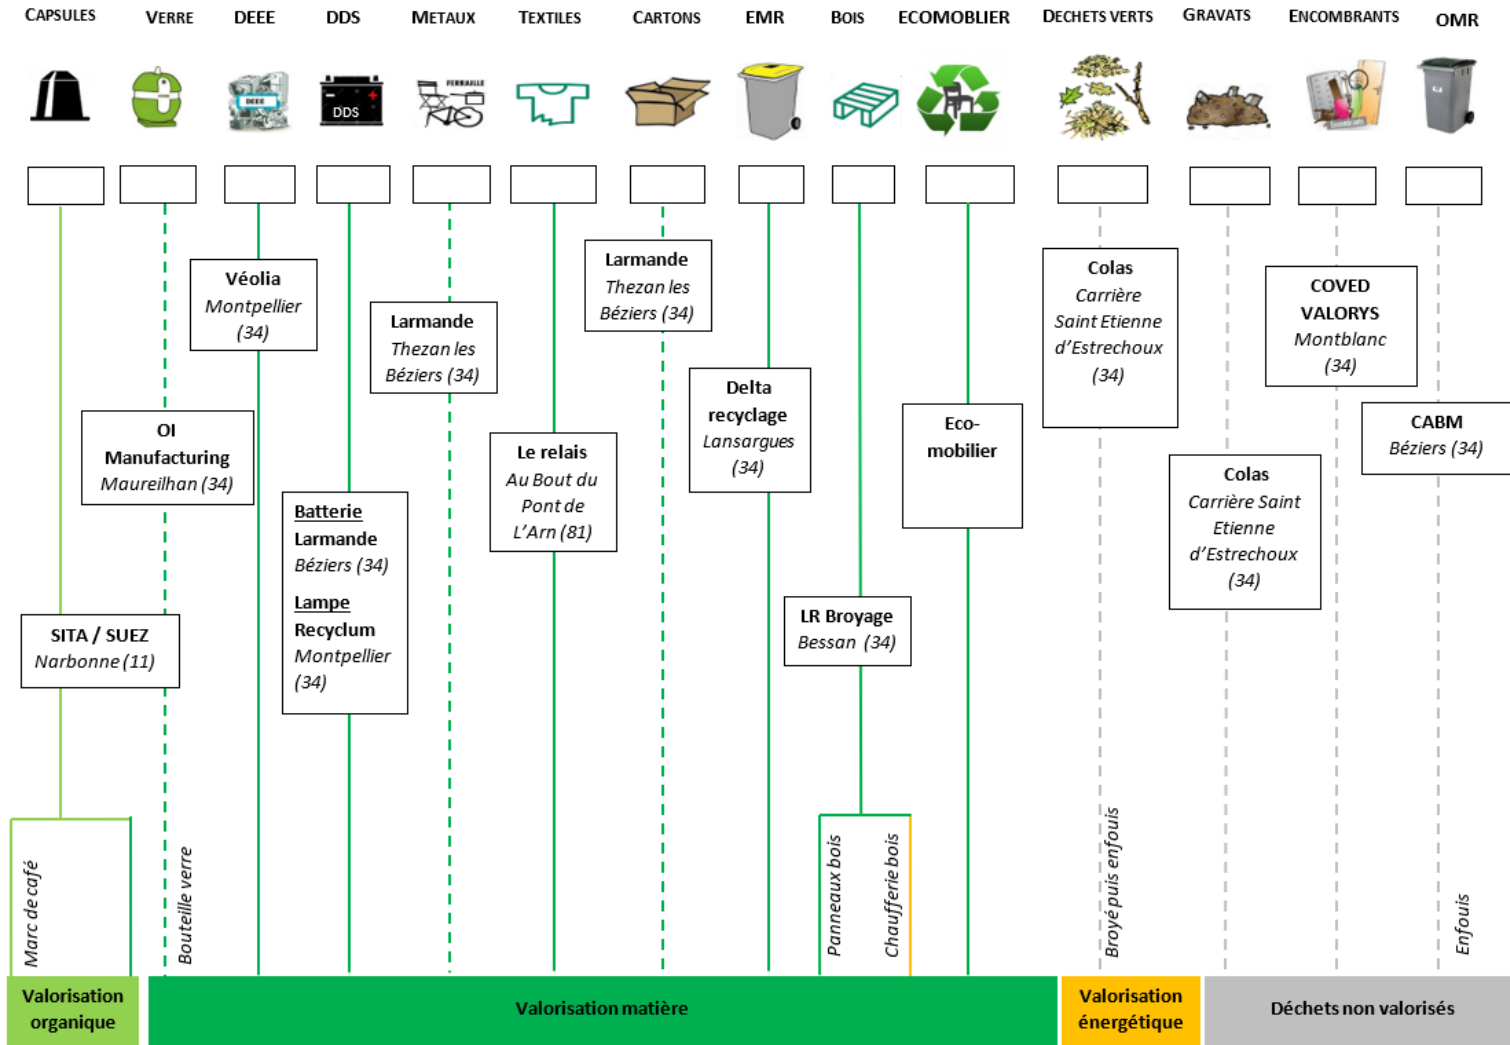 CAPSULES
VERRE
DEEE
DDS
METAUX
TEXTILES
CARTONS
EMR
BOIS
ECOMOBLIER
DECHETS VERTS
GRAVATS
ENCOMBRANTS
OMR
DEEE
DDS
FERRAILLE
Encombrants
Véolia
Montpellier
(34)
Larmande
Thezan les
Béziers (34)
Larmande
Thezan les
Béziers (34)
Colas
Carrière
Saint Etienne
d'Estrechoux
(34)
COVED
VALORYS
Montblanc
(34)
OI
Manufacturing
Maureilhan (34)
Le relais
Au Bout du
Pont de
L'Arn (81)
Delta
recyclage
Lansargues
(34)
Eco-
mobilier
CABM
Béziers (34)
Colas
Carrière Saint
Etienne
d'Estrechoux
(34)
Batterie
Larmande
Béziers (34)
Lampe
Recyclum
Montpellier
(34)
SITA / SUEZ
Narbonne (11)
LR Broyage
Bessan (34)
Marc de café
Bouteille verre
Panneaux bois
Chaufferie bois
Broyé puis enfouis
Enfouis
Valorisation
organique
Valorisation matière
Valorisation
énergétique
Déchets non valorisés